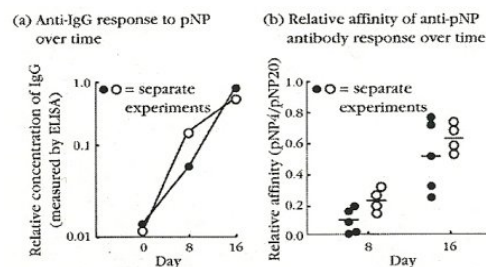 (a) Anti-IgG response to pNP
over time
Relative concentration of IgG
(measured by ELISA)
1.0
0.1
0.01
●○ = separate
experiments
0 8 16
Day
(b) Relative affinity of anti-pNP
antibody response over time
Relative affinity (pNP4/pNP20)
1.0
0.8
0.6
0.4
0.2
0.0
●○ = separate
experiments
8 16
Day